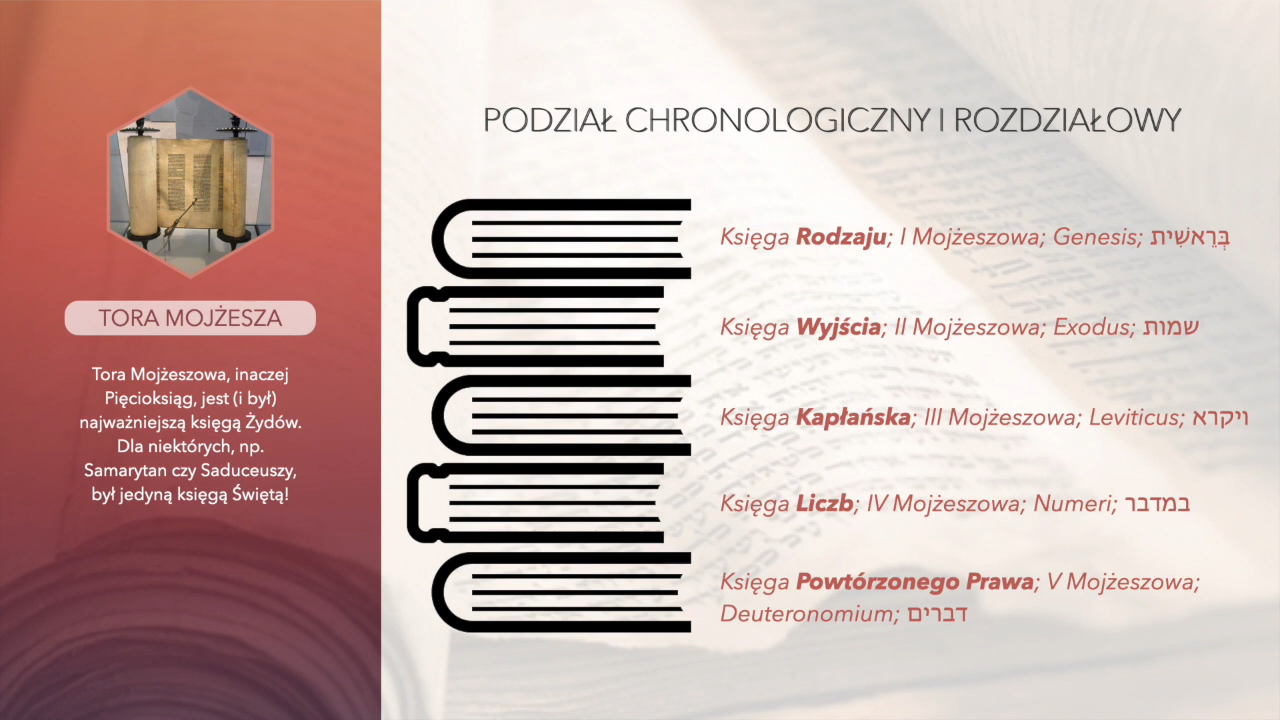 TORA MOJŻESZA
Tora Mojżeszowa, inaczej
Pięcioksiąg, jest (i był)
najważniejszą księgą Żydów.
Dla niektórych, np.
Samarytan czy Saduceuszy,
był jedyną księgą Świętą!
PODZIAŁ CHRONOLOGICZNY I ROZDZIAŁOWY
Księga Rodzaju; I Mojżeszowa; Genesis; בְּרֵאשִׁית
Księga Wyjścia; II Mojżeszowa; Exodus; שמות
Księga Kapłańska; III Mojżeszowa; Leviticus; ויקרא
Księga Liczb; IV Mojżeszowa; Numeri; במדבר
Księga Powtórzonego Prawa; V Mojżeszowa;
Deuteronomium; דברים